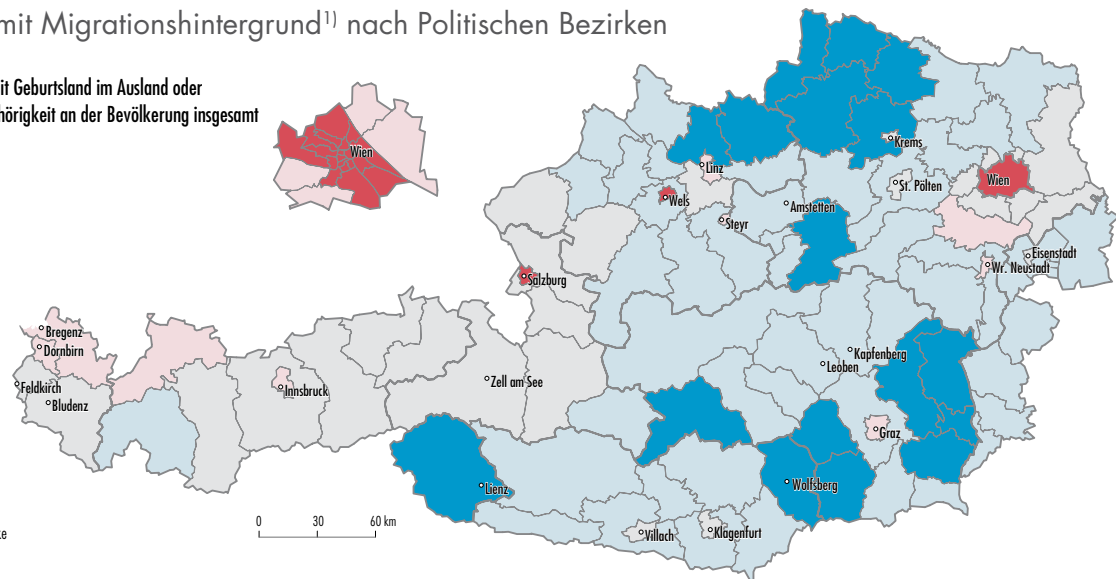 mit Migrationshintergrund1) nach Politischen Bezirken
it Geburtsland im Ausland oder
hörigkeit an der Bevölkerung insgesamt
Wien
Krems
Linz
Wien
St. Pölten
Wels
Amstetten
Steyr
Eisenstadt
Wr. Neustadt
Salzburg
Bregenz
Dornbirn
Kapfenberg
Leoben
Zell am See
Feldkirch
Innsbruck
Bludenz
Graz
Wolfsberg
Lienz
0 30 60 km
Villach
Klagenfurt